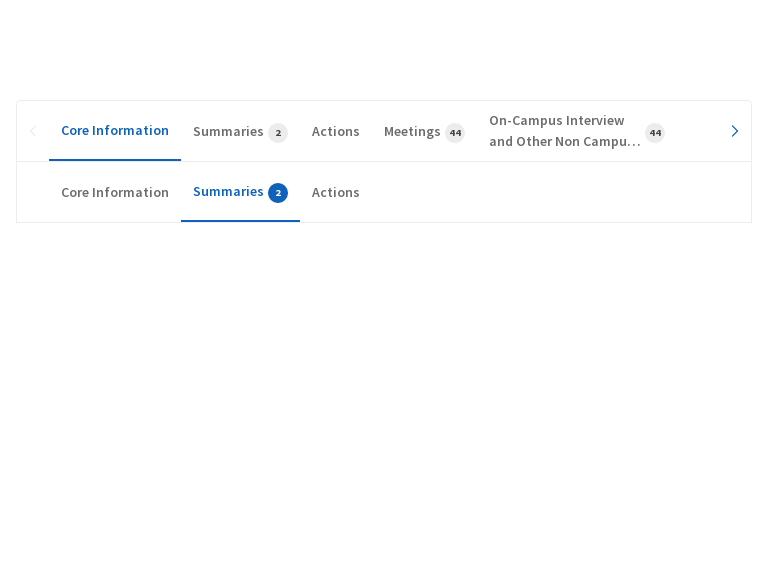 Core Information
Summaries 2
Actions
Meetings 44
On-Campus Interview
and Other Non Campu… 44
Core Information
Summaries 2
Actions